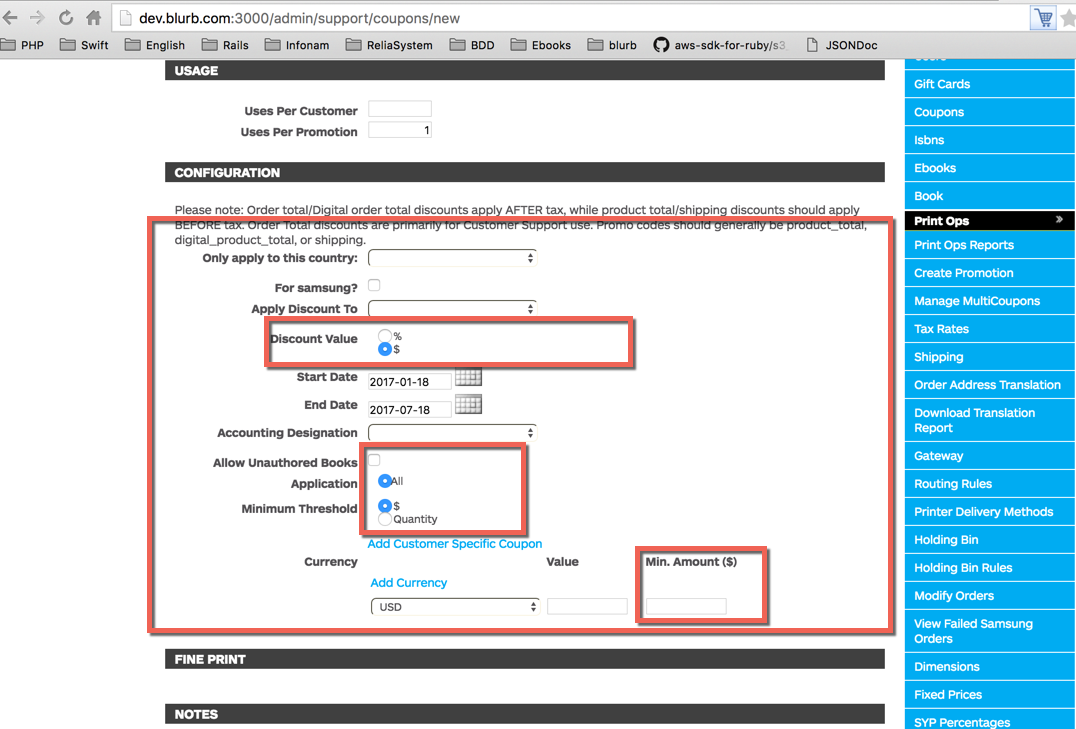 dev.blurb.com:3000/admin/support/coupons/new
PHP Swift English Rails Infonam ReliaSystem BDD Ebooks blurb aws-sdk-for-ruby/s3 JSONDoc
USAGE
Uses Per Customer
Uses Per Promotion 1
CONFIGURATION
Please note: Order total/Digital order total discounts apply AFTER tax, while product total/shipping discounts should apply
BEFORE tax. Order Total discounts are primarily for Customer Support use. Promo codes should generally be product_total,
digital_product_total, or shipping.
Only apply to this country:
For samsung?
Apply Discount To
Discount Value %
$
Start Date 2017-01-18
End Date 2017-07-18
Accounting Designation
Allow Unauthored Books
Application All
Minimum Threshold $
Quantity
Add Customer Specific Coupon
Currency Value Min. Amount ($)
Add Currency
USD
FINE PRINT
NOTES
Users
Gift Cards
Coupons
Isbns
Ebooks
Book
Print Ops »
Print Ops Reports
Create Promotion
Manage MultiCoupons
Tax Rates
Shipping
Order Address Translation
Download Translation
Report
Gateway
Routing Rules
Printer Delivery Methods
Holding Bin
Holding Bin Rules
Modify Orders
View Failed Samsung
Orders
Dimensions
Fixed Prices
SYP Percentages